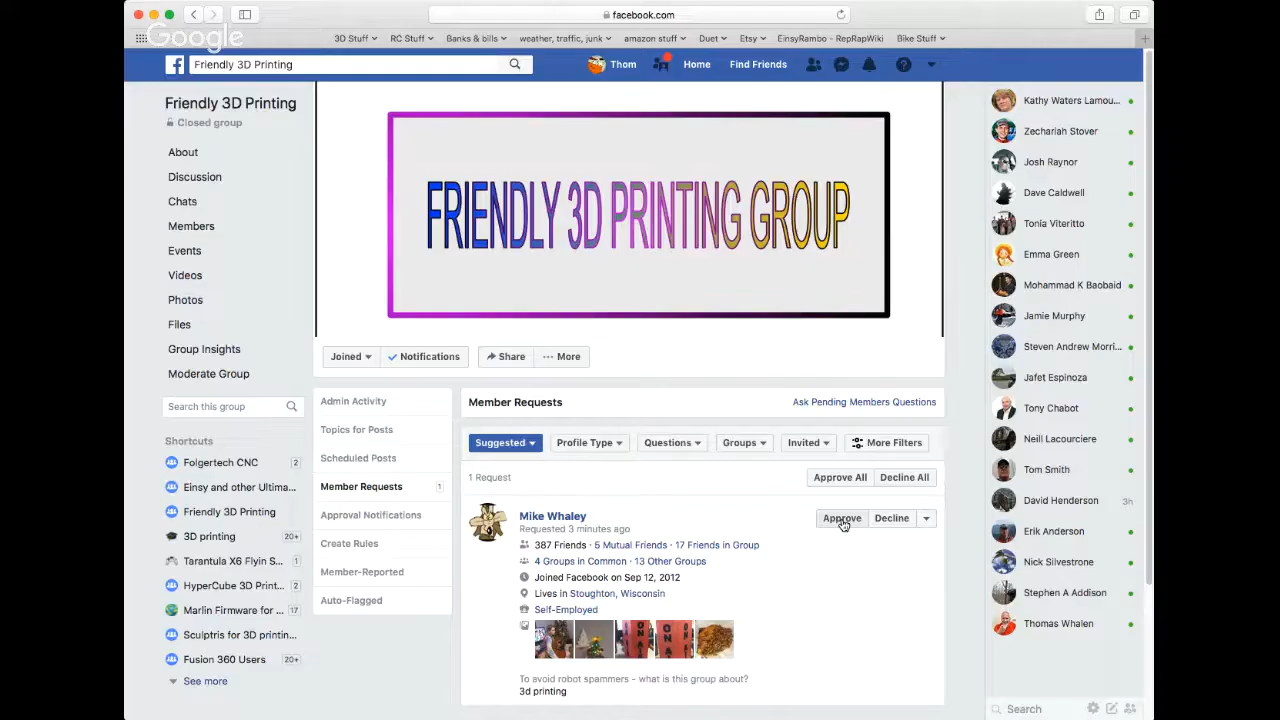 facebook.com
Google
3D Stuff
RC Stuff
Banks & bills
weather, traffic, junk
amazon stuff
Duet
Etsy
EinsyRambo - RepRapWiki
Bike Stuff
Friendly 3D Printing
Thom
Home
Find Friends
Friendly 3D Printing
Closed group
About
Discussion
Chats
Members
Events
Videos
Photos
Files
Group Insights
Moderate Group
Search this group
Shortcuts
Folgertech CNC 2
Einsy and other Ultima...
Friendly 3D Printing
3D printing 20+
Tarantula X6 Flyin S... 1
HyperCube 3D Print... 2
Marlin Firmware for ... 17
Sculptris for 3D printin...
Fusion 360 Users 20+
See more
FRIENDLY 3D PRINTING GROUP
Joined
Notifications
Share
More
Admin Activity
Topics for Posts
Scheduled Posts
Member Requests 1
Approval Notifications
Create Rules
Member-Reported
Auto-Flagged
Member Requests
Ask Pending Members Questions
Suggested
Profile Type
Questions
Groups
Invited
More Filters
1 Request
Approve All
Decline All
Mike Whaley
Approve
Decline
Requested 3 minutes ago
387 Friends · 5 Mutual Friends · 17 Friends in Group
4 Groups in Common · 13 Other Groups
Joined Facebook on Sep 12, 2012
Lives in Stoughton, Wisconsin
Self-Employed
To avoid robot spammers - what is this group about?
3d printing
Kathy Waters Lamou...
Zechariah Stover
Josh Raynor
Dave Caldwell
Tonia Viteritto
Emma Green
Mohammad K Baobaid
Jamie Murphy
Steven Andrew Morri...
Jafet Espinoza
Tony Chabot
Neill Lacourciere
Tom Smith
David Henderson 3h
Erik Anderson
Nick Silvestrone
Stephen A Addison
Thomas Whalen
Search